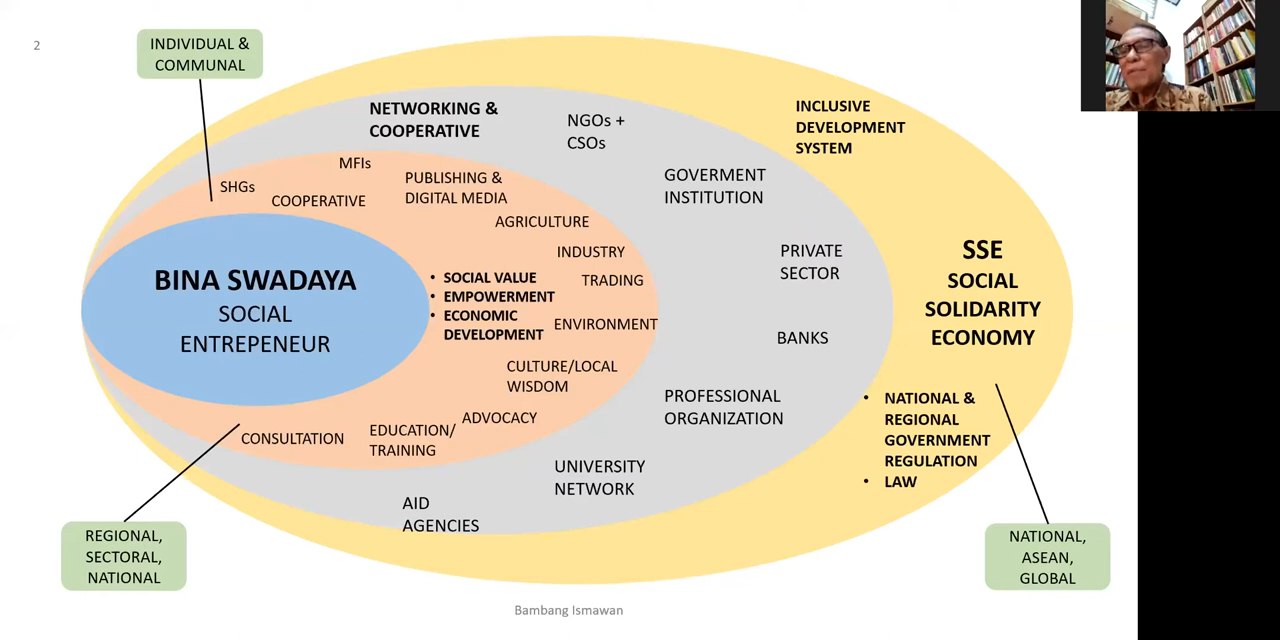 2
INDIVIDUAL &
COMMUNAL
NETWORKING &
COOPERATIVE
NGOs +
CSOs
INCLUSIVE
DEVELOPMENT
SYSTEM
MFIs
SHGs
COOPERATIVE
PUBLISHING &
DIGITAL MEDIA
GOVERMENT
INSTITUTION
AGRICULTURE
INDUSTRY
TRADING
PRIVATE
SECTOR
BINA SWADAYA
SOCIAL
ENTREPENEUR
• SOCIAL VALUE
• EMPOWERMENT
• ECONOMIC
DEVELOPMENT
ENVIRONMENT
BANKS
SSE
SOCIAL
SOLIDARITY
ECONOMY
CULTURE/LOCAL
WISDOM
PROFESSIONAL
ORGANIZATION
• NATIONAL &
REGIONAL
GOVERNMENT
REGULATION
• LAW
ADVOCACY
EDUCATION/
TRAINING
CONSULTATION
UNIVERSITY
NETWORK
AID
AGENCIES
REGIONAL,
SECTORAL,
NATIONAL
NATIONAL,
ASEAN,
GLOBAL
Bambang Ismawan